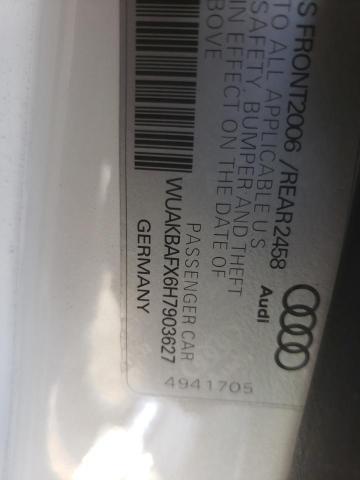 S FRONT2006 /REAR2458
TO ALL APPLICABLE U S
SAFETY, BUMPER AND THEFT
IN EFFECT ON THE DATE OF
BOVE
Audi
WUAKBAFX6H7903627
PASSENGER CAR
GERMANY
4941705